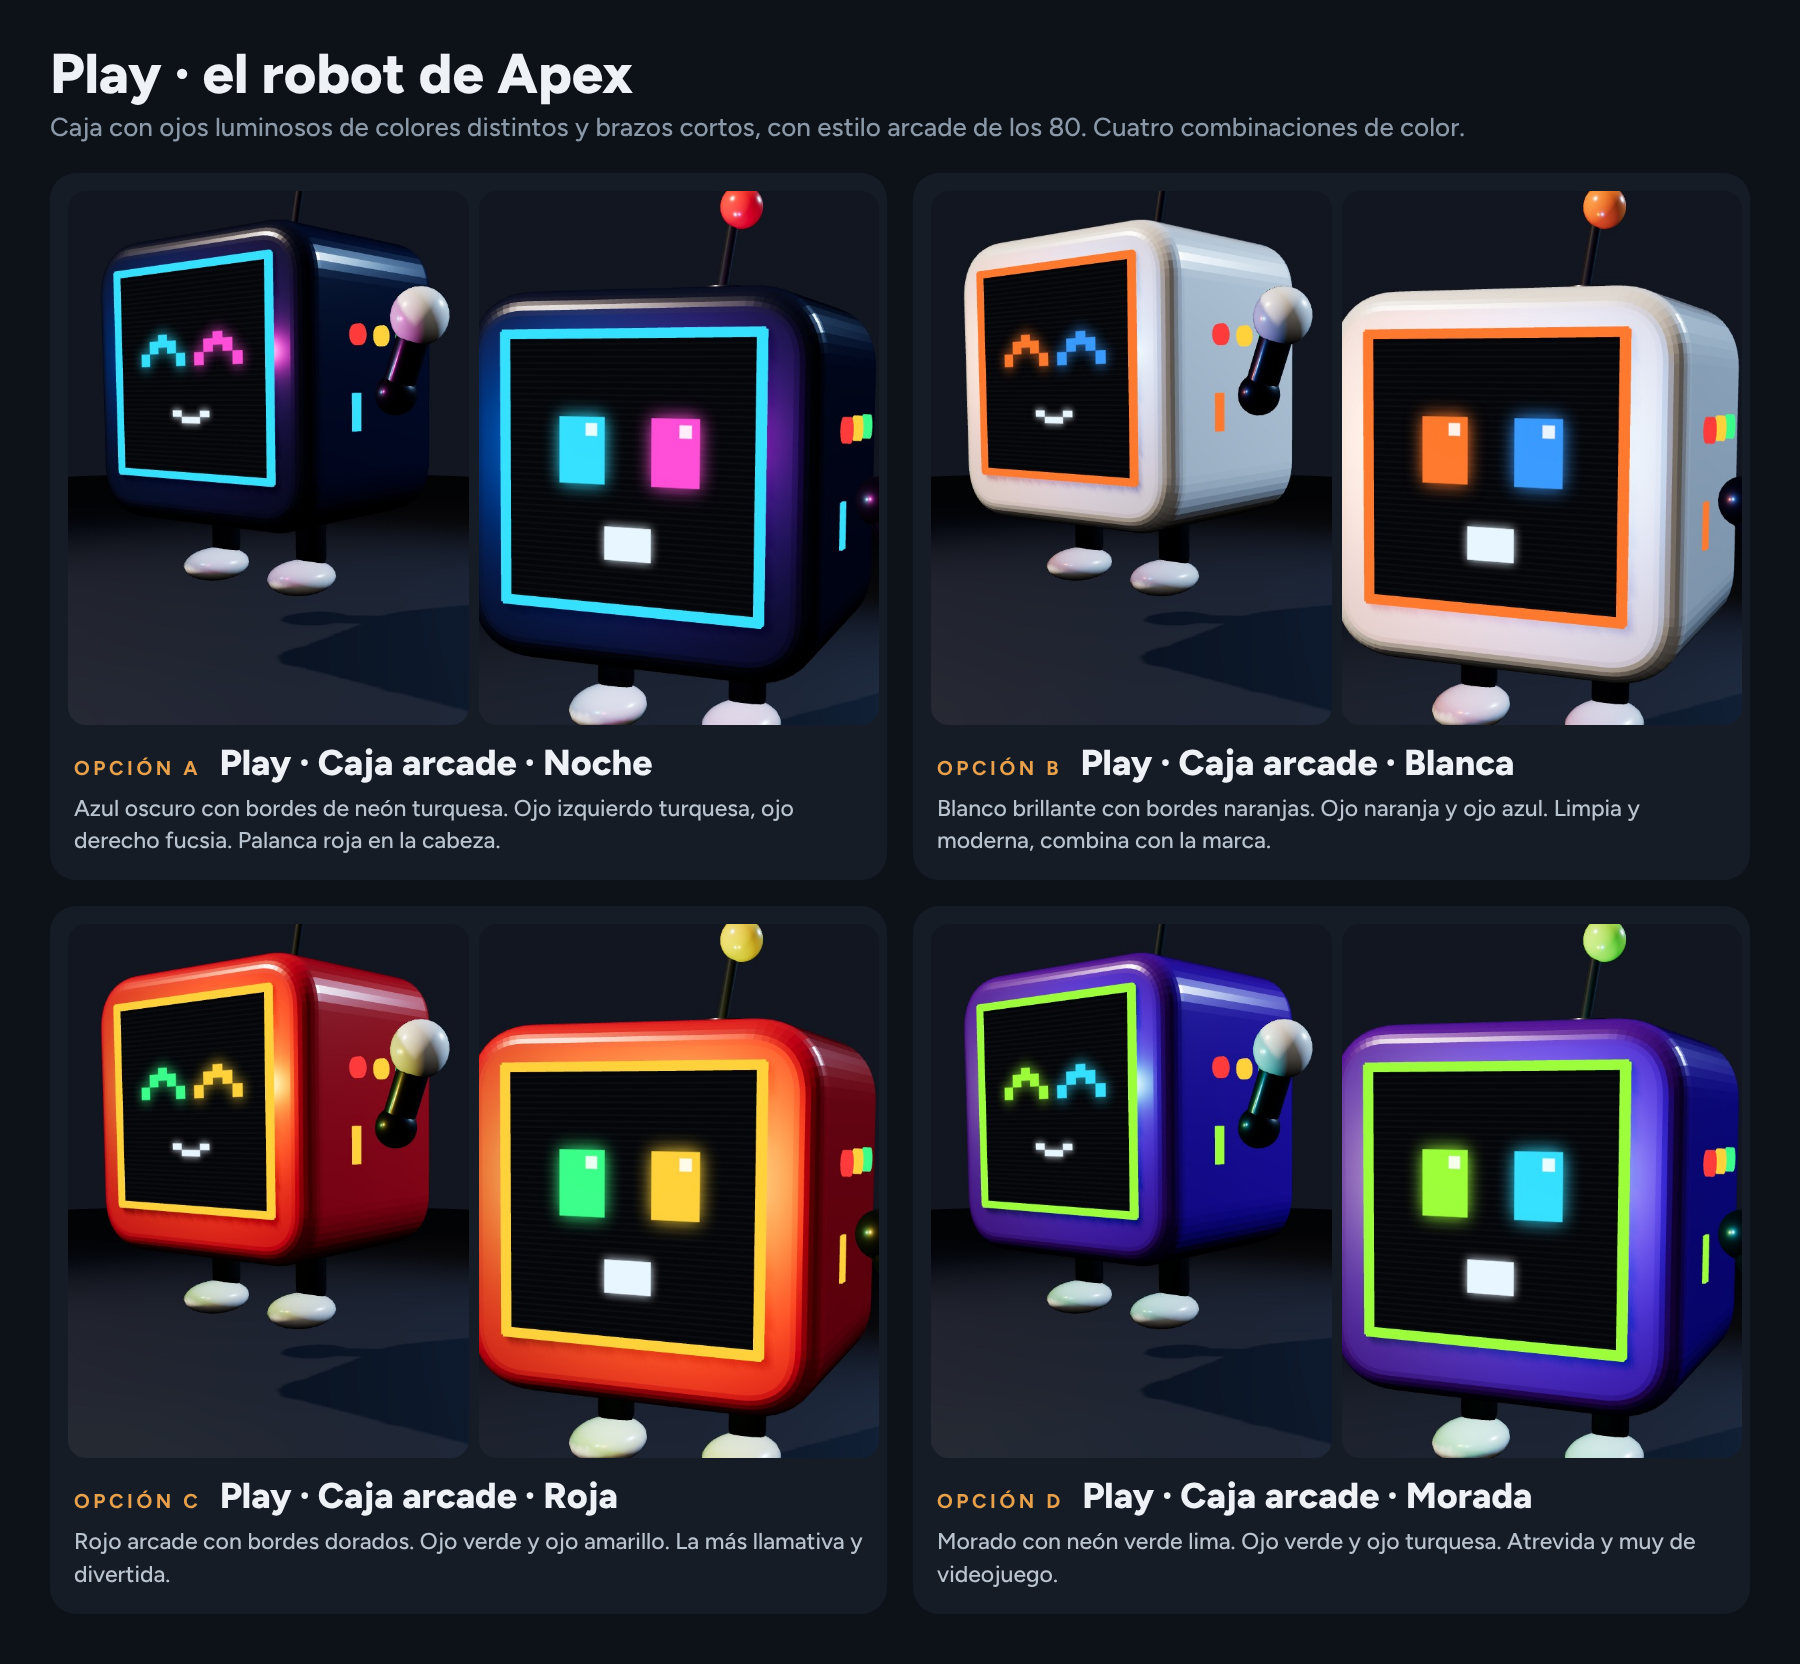 Play · el robot de Apex
Caja con ojos luminosos de colores distintos y brazos cortos, con estilo arcade de los 80. Cuatro combinaciones de color.
OPCIÓN A Play · Caja arcade · Noche
Azul oscuro con bordes de neón turquesa. Ojo izquierdo turquesa, ojo
derecho fucsia. Palanca roja en la cabeza.
OPCIÓN B Play · Caja arcade · Blanca
Blanco brillante con bordes naranjas. Ojo naranja y ojo azul. Limpia y
moderna, combina con la marca.
OPCIÓN C Play · Caja arcade · Roja
Rojo arcade con bordes dorados. Ojo verde y ojo amarillo. La más llamativa y
divertida.
OPCIÓN D Play · Caja arcade · Morada
Morado con neón verde lima. Ojo verde y ojo turquesa. Atrevida y muy de
videojuego.